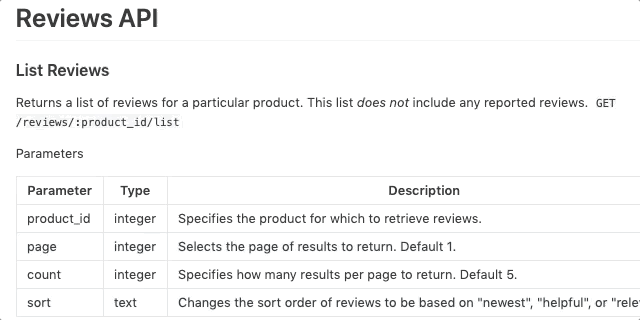 Reviews API
List Reviews
Returns a list of reviews for a particular product. This list does not include any reported reviews. GET
/reviews/:product_id/list
Parameters
Parameter Type Description
product_id integer Specifies the product for which to retrieve reviews.
page integer Selects the page of results to return. Default 1.
count integer Specifies how many results per page to return. Default 5.
sort text Changes the sort order of reviews to be based on "newest", "helpful", or